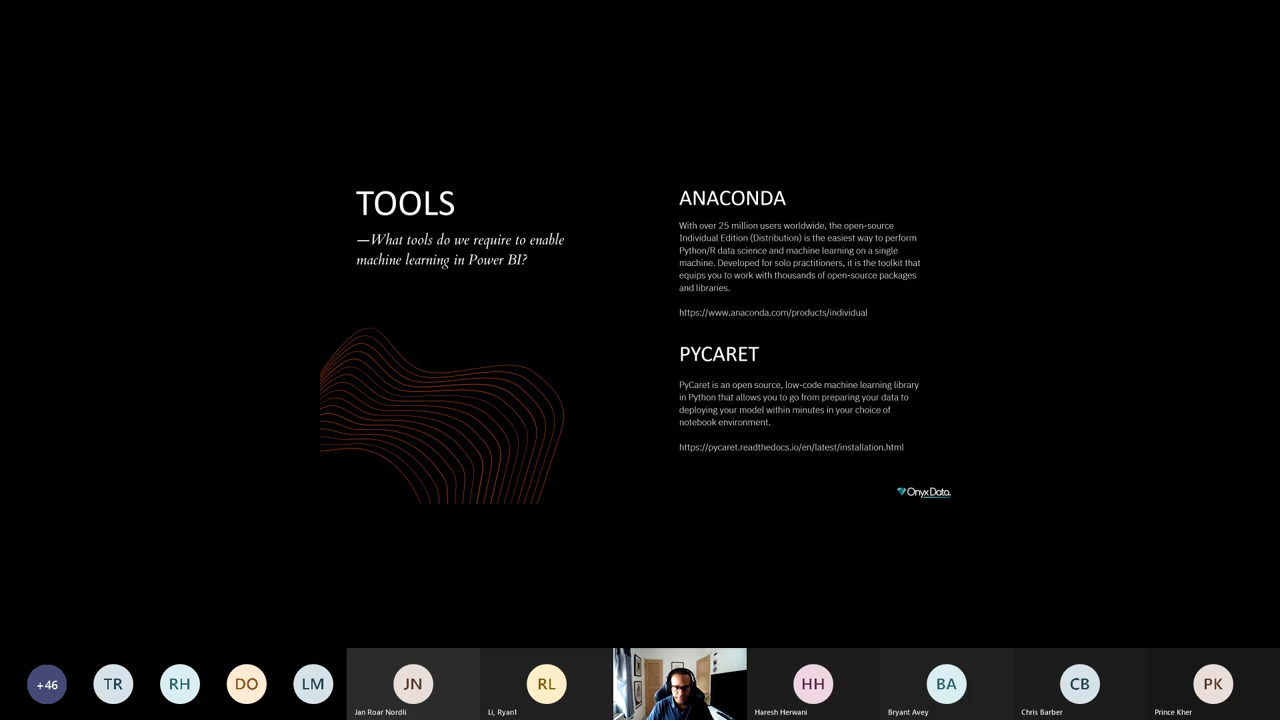 TOOLS
—What tools do we require to enable
machine learning in Power BI?
ANACONDA
With over 25 million users worldwide, the open-source
Individual Edition (Distribution) is the easiest way to perform
Python/R data science and machine learning on a single
machine. Developed for solo practitioners, it is the toolkit that
equips you to work with thousands of open-source packages
and libraries.
https://www.anaconda.com/products/individual
PYCARET
PyCaret is an open source, low-code machine learning library
in Python that allows you to go from preparing your data to
deploying your model within minutes in your choice of
notebook environment.
https://pycaret.readthedocs.io/en/latest/installation.html
Onyx Data.
+46
TR
RH
DO
LM
JN
RL
HH
BA
CB
PK
Jan Roar Nordli
Li, Ryan1
Haresh Herwani
Bryant Avey
Chris Barber
Prince Kher